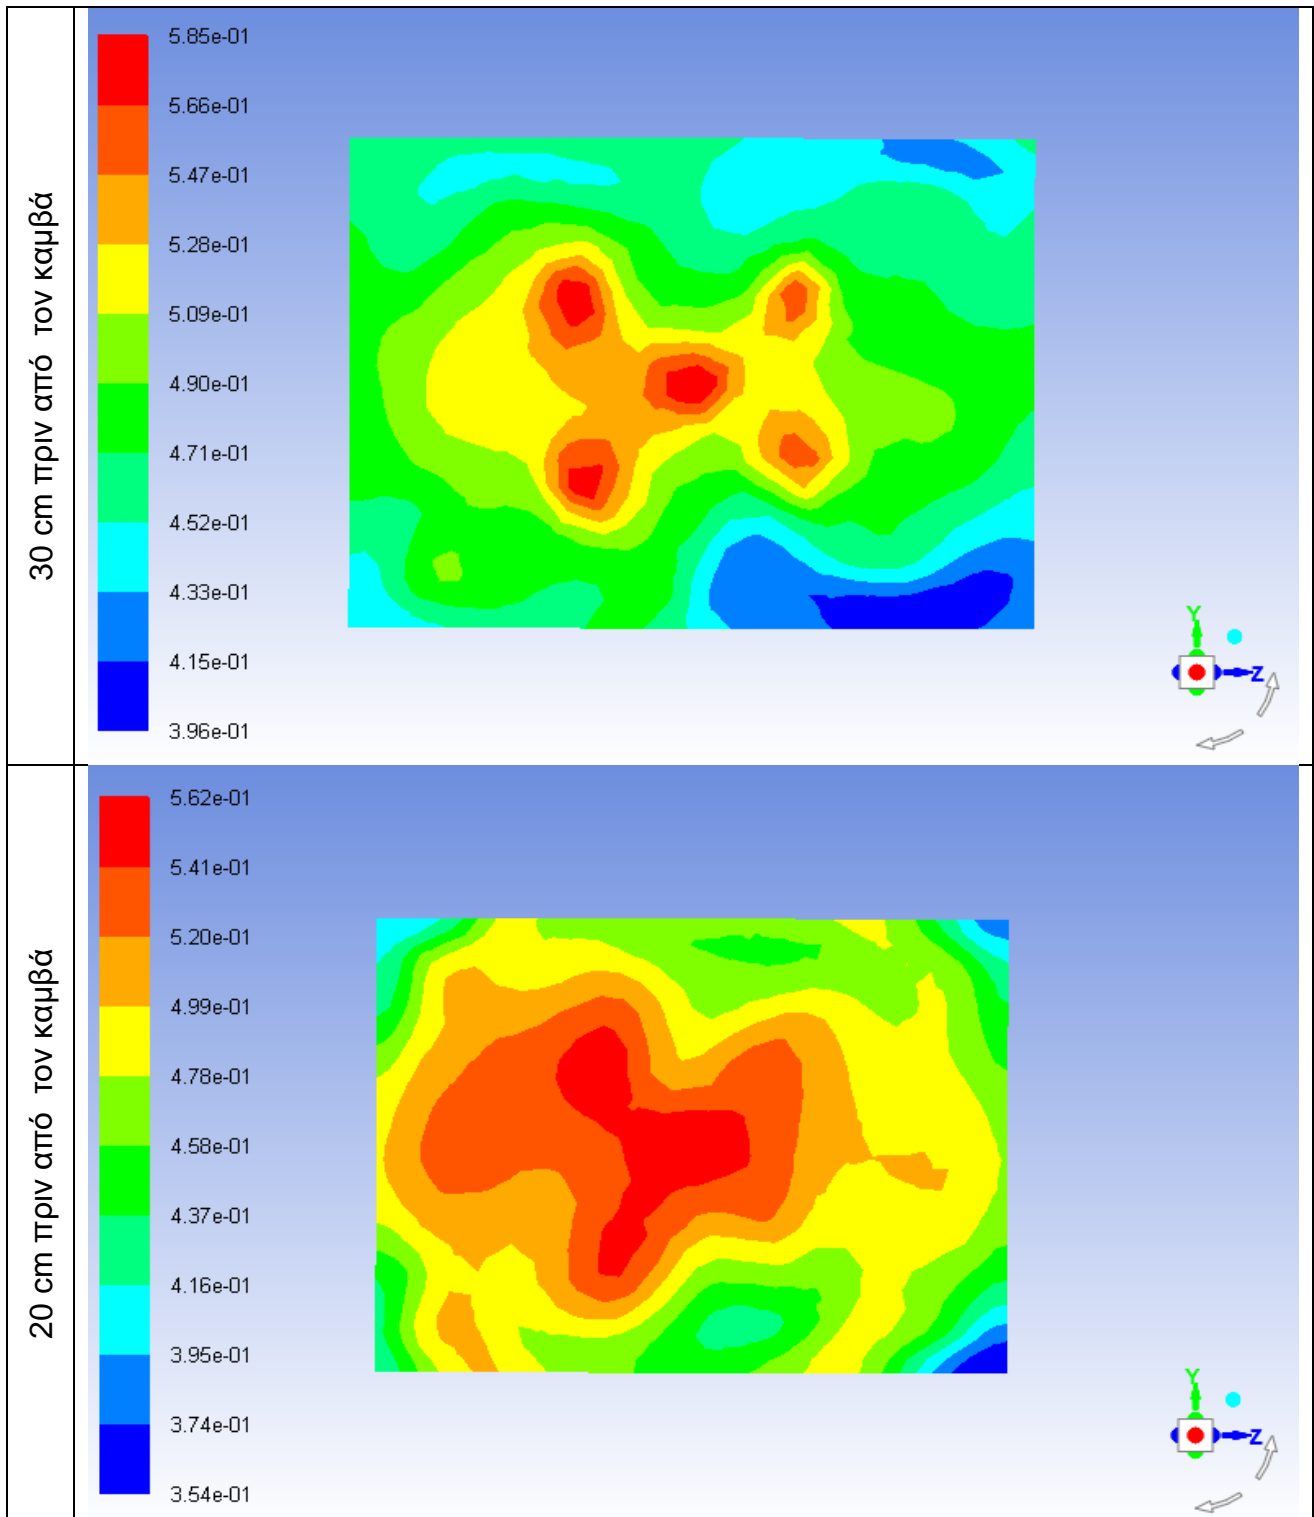 30 cm πριν από τον καμβά
5.85e-01
5.66e-01
5.47e-01
5.28e-01
5.09e-01
4.90e-01
4.71e-01
4.52e-01
4.33e-01
4.15e-01
3.96e-01
Y
Z
20 cm πριν από τον καμβά
5.62e-01
5.41e-01
5.20e-01
4.99e-01
4.78e-01
4.58e-01
4.37e-01
4.16e-01
3.95e-01
3.74e-01
3.54e-01
Y
Z